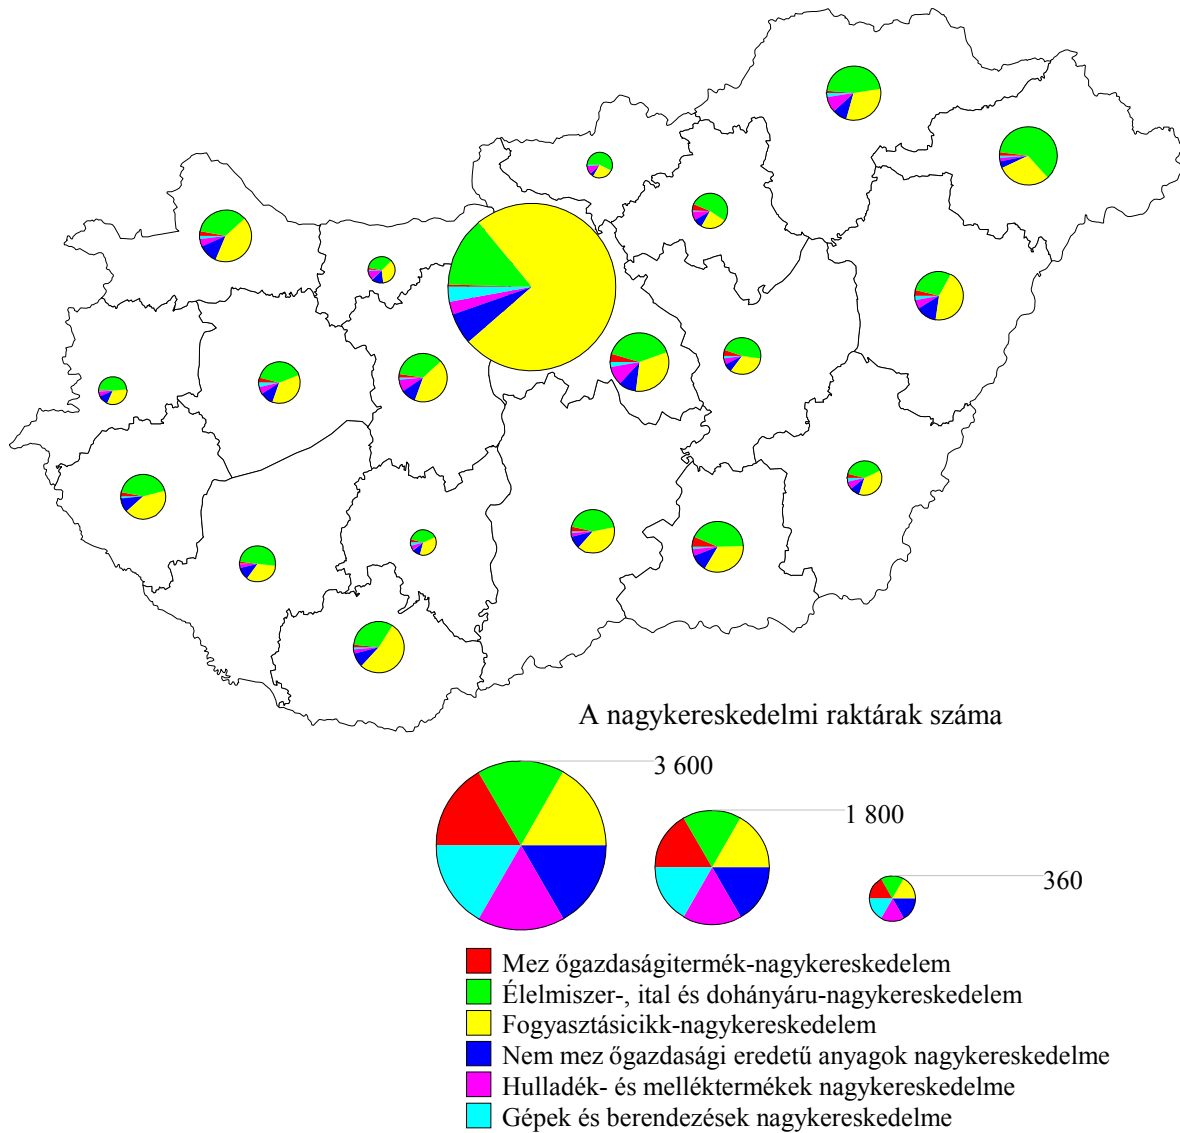 A nagykereskedelmi raktárak száma
3 600
1 800
360
Mez őgazdaságitermék-nagykereskedelem
Élelmiszer-, ital és dohányáru-nagykereskedelem
Fogyasztásicikk-nagykereskedelem
Nem mez őgazdasági eredetű anyagok nagykereskedelme
Hulladék- és melléktermékek nagykereskedelme
Gépek és berendezések nagykereskedelme